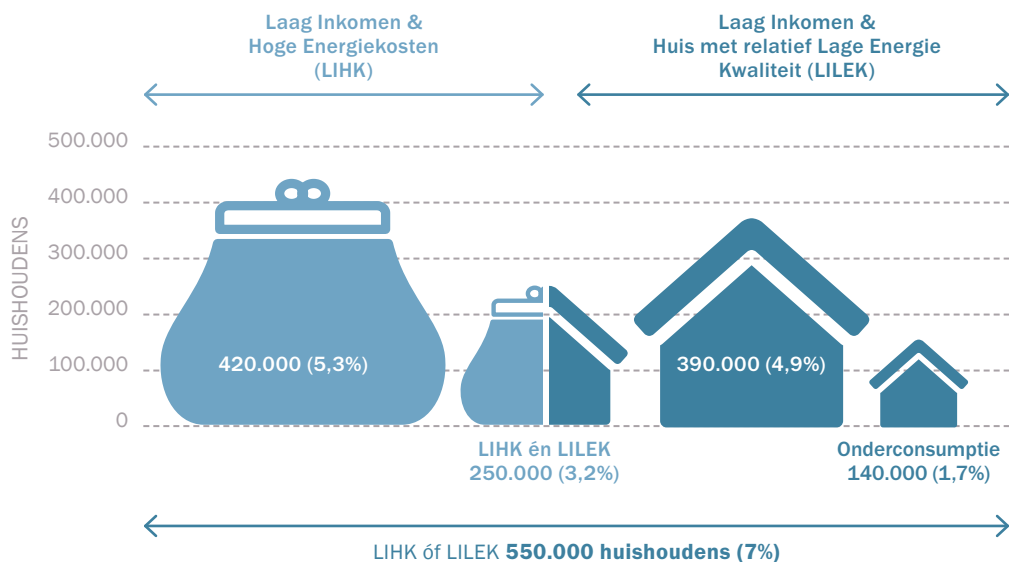 Laag Inkomen &
Hoge Energiekosten
(LIHK)
Laag Inkomen &
Huis met relatief Lage Energie
Kwaliteit (LILEK)
HUISHOUDENS
500.000
400.000
300.000
200.000
100.000
0
420.000 (5,3%)
390.000 (4,9%)
LIHK én LILEK
250.000 (3,2%)
Onderconsumptie
140.000 (1,7%)
LIHK óf LILEK 550.000 huishoudens (7%)